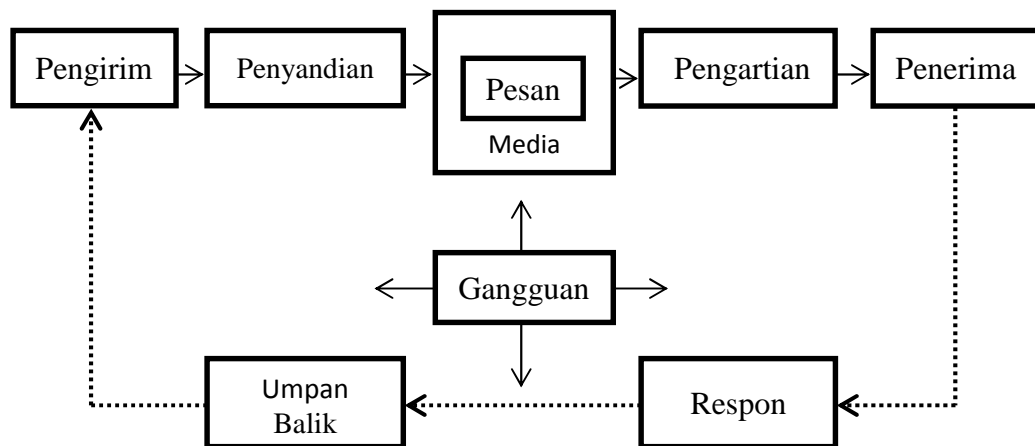 Pengirim
Penyandian
Pesan
Media
Pengartian
Penerima
Gangguan
Umpan
Balik
Respon